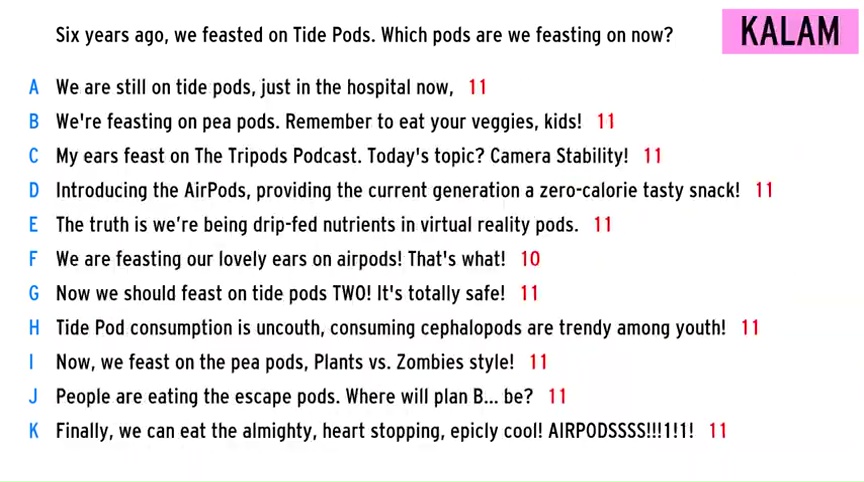 Six years ago, we feasted on Tide Pods. Which pods are we feasting on now?
KALAM
A We are still on tide pods, just in the hospital now, 11
B We're feasting on pea pods. Remember to eat your veggies, kids! 11
C My ears feast on The Tripods Podcast. Today's topic? Camera Stability! 11
D Introducing the AirPods, providing the current generation a zero-calorie tasty snack! 11
E The truth is we’re being drip-fed nutrients in virtual reality pods. 11
F We are feasting our lovely ears on airpods! That's what! 10
G Now we should feast on tide pods TWO! It's totally safe! 11
H Tide Pod consumption is uncouth, consuming cephalopods are trendy among youth! 11
I Now, we feast on the pea pods, Plants vs. Zombies style! 11
J People are eating the escape pods. Where will plan B... be? 11
K Finally, we can eat the almighty, heart stopping, epicly cool! AIRPODSSSS!!!1!1! 11